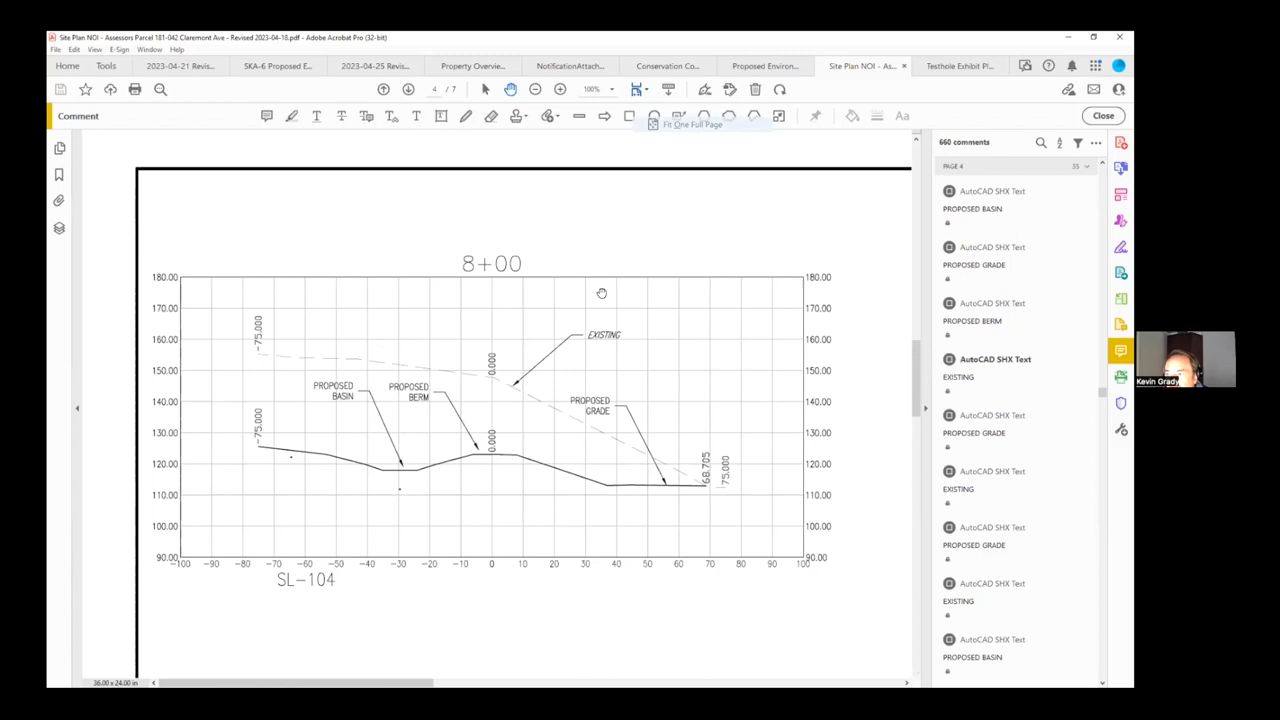 Site Plan NOI - Assessors Parcel 181-042 Claremont Ave - Revised 2023-04-18.pdf - Adobe Acrobat Pro (32-bit)
File Edit View E-Sign Window Help
Home Tools 2023-04-21 Revis... SKA-6 Proposed E... 2023-04-25 Revis... Property Overvie... NotificationAttach... Conservation Co... Proposed Environ... Site Plan NOI - As... × Testhole Exhibit Pl...
4 / 7 100%
Comment Close
Fit One Full Page
660 comments
PAGE 4 35
AutoCAD SHX Text
PROPOSED BASIN
AutoCAD SHX Text
PROPOSED GRADE
AutoCAD SHX Text
PROPOSED BERM
AutoCAD SHX Text
EXISTING
AutoCAD SHX Text
PROPOSED GRADE
AutoCAD SHX Text
EXISTING
AutoCAD SHX Text
PROPOSED GRADE
AutoCAD SHX Text
EXISTING
AutoCAD SHX Text
PROPOSED BASIN
8+00
180.00 180.00
170.00 170.00
160.00 160.00
150.00 150.00
140.00 140.00
130.00 130.00
120.00 120.00
110.00 110.00
100.00 100.00
90.00 90.00
-75.000
0.000
EXISTING
PROPOSED
BASIN
PROPOSED
BERM
PROPOSED
GRADE
-75.000
0.000
68.705
75.000
-100 -90 -80 -70 -60 -50 -40 -30 -20 -10 0 10 20 30 40 50 60 70 80 90 100
SL-104
36.00 x 24.00 in
Kevin Grady